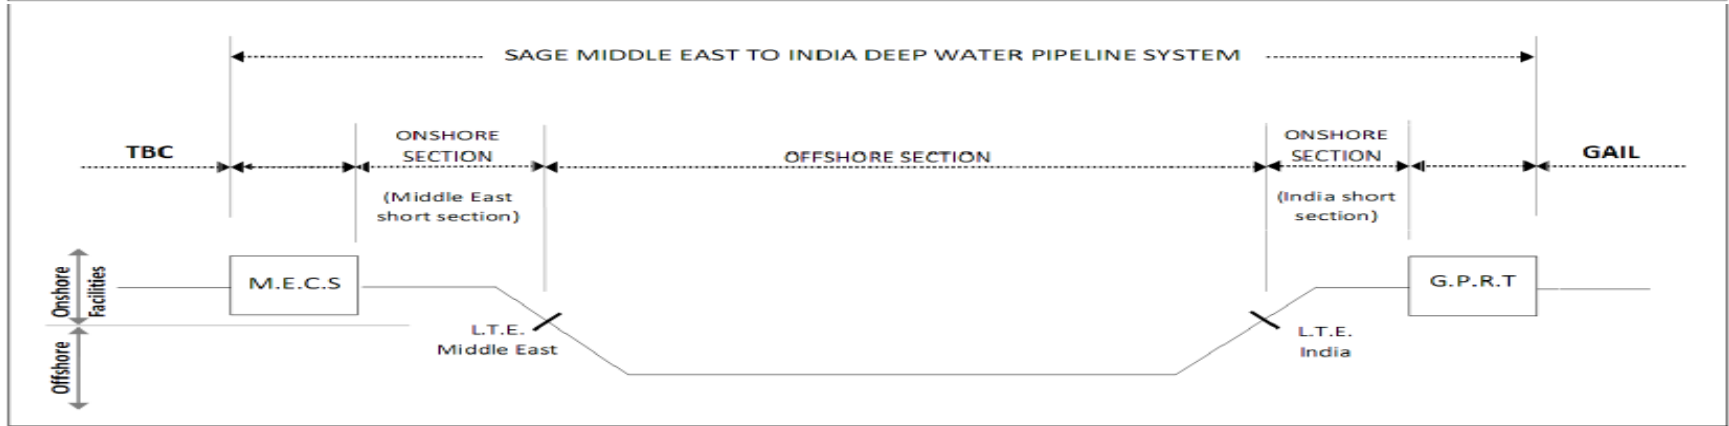 SAGE MIDDLE EAST TO INDIA DEEP WATER PIPELINE SYSTEM
TBC
ONSHORE
SECTION
(Middle East
short section)
OFFSHORE SECTION
ONSHORE
SECTION
(India short
section)
GAIL
Onshore
Facilities
M.E.C.S
G.P.R.T
L.T.E.
Middle East
L.T.E.
India
Offshore